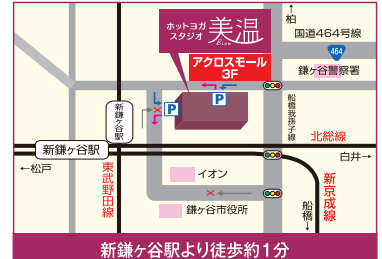 ホットヨガ
スタジオ
美温
Bion
アクロスモール
3F
↑
柏
国道464号線
464
鎌ヶ谷警察署
P
P
新鎌ヶ谷駅
船橋我孫子線
北総線
新鎌ヶ谷駅
←松戸
白井→
東武野田線
イオン
新京成線
鎌ヶ谷市役所
船橋
↓
新鎌ヶ谷駅より徒歩約1分